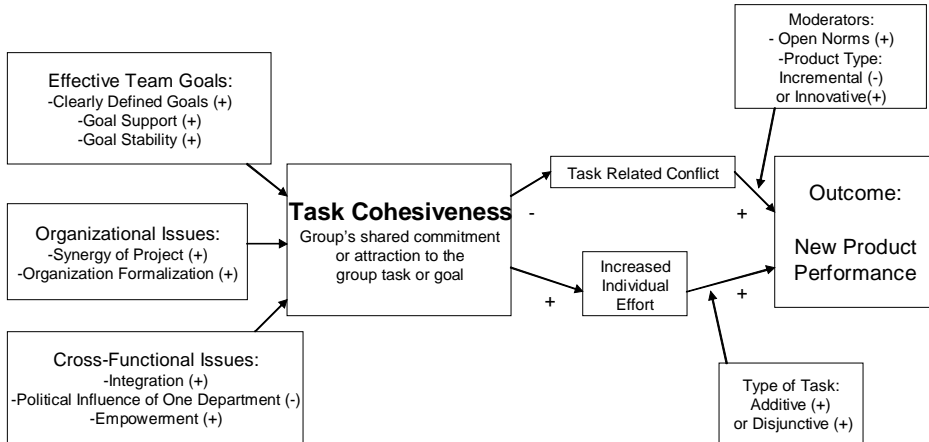 Effective Team Goals:
-Clearly Defined Goals (+)
-Goal Support (+)
-Goal Stability (+)
Organizational Issues:
-Synergy of Project (+)
-Organization Formalization (+)
Cross-Functional Issues:
-Integration (+)
-Political Influence of One Department (-)
-Empowerment (+)
Task Cohesiveness
Group's shared commitment
or attraction to the
group task or goal
-
+
Task Related Conflict
+
Increased
Individual
Effort
+
Moderators:
- Open Norms (+)
-Product Type:
Incremental (-)
or Innovative(+)
Outcome:
New Product
Performance
Type of Task:
Additive (+)
or Disjunctive (+)